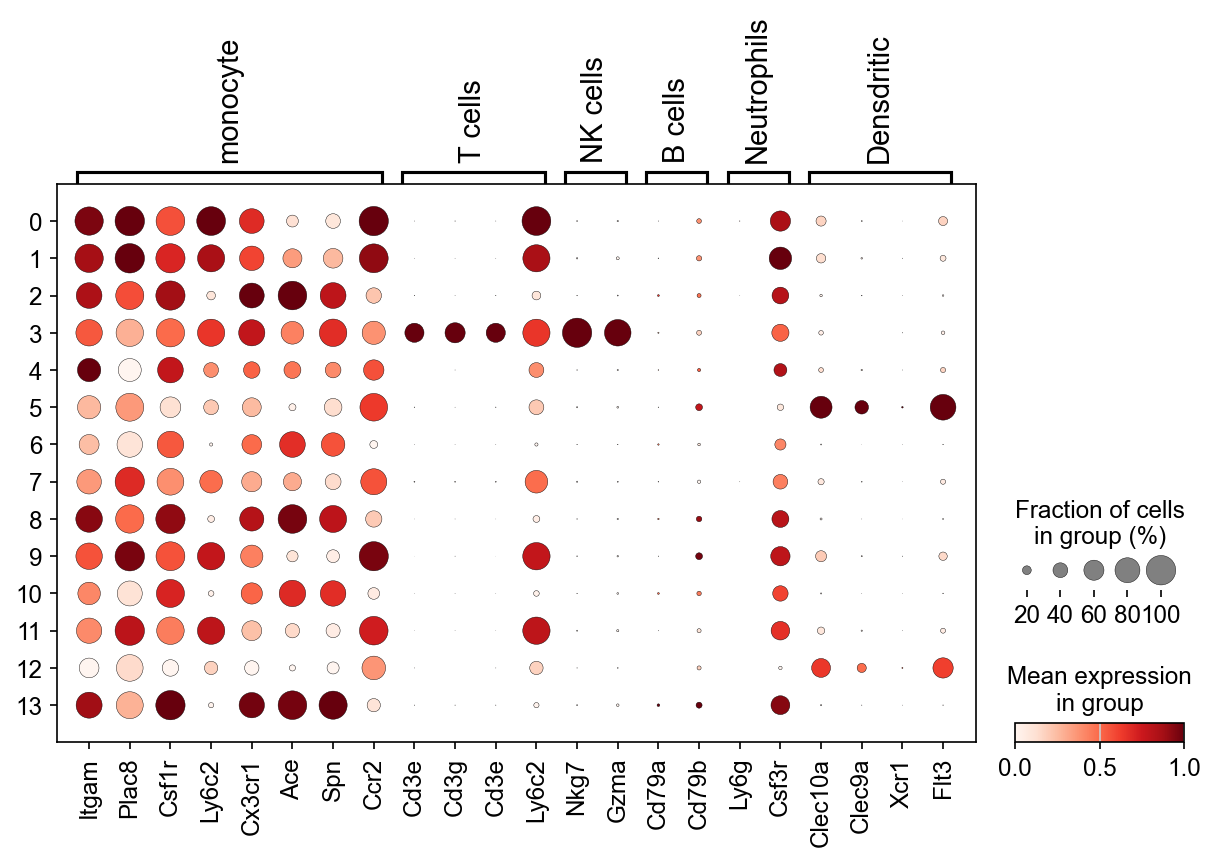 monocyte
T cells
NK cells
B cells
Neutrophils
Densdritic
0
1
2
3
4
5
6
7
8
9
10
11
12
13
Itgam
Plac8
Csf1r
Ly6c2
Cx3cr1
Ace
Spn
Ccr2
Cd3e
Cd3g
Cd3e
Ly6c2
Nkg7
Gzma
Cd79a
Cd79b
Ly6g
Csf3r
Clec10a
Clec9a
Xcr1
Flt3
Fraction of cells
in group (%)
20 40 60 80 100
Mean expression
in group
0.0 0.5 1.0